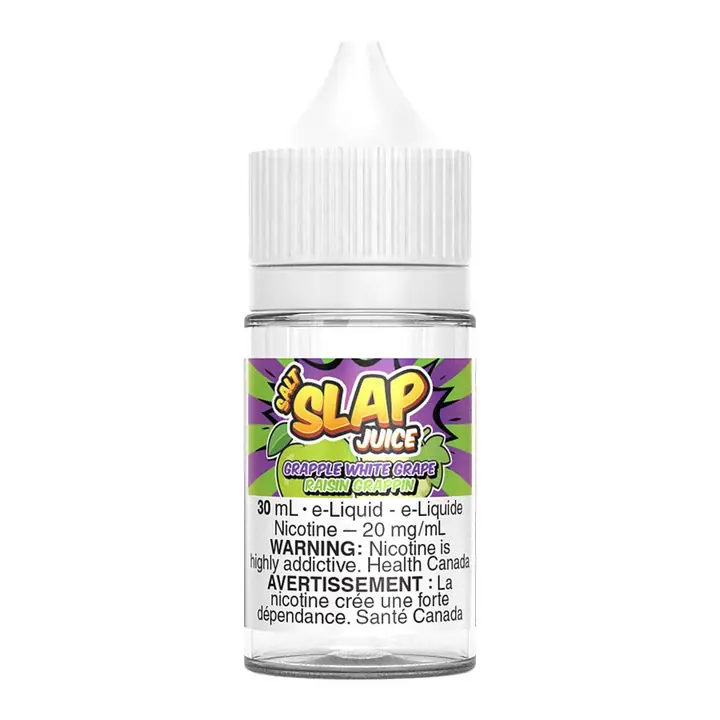 SALT
SLAP
JUICE
GRAPPLE WHITE GRAPE
RAISIN GRAPPIN
30 mL • e-Liquid - e-Liquide
Nicotine – 20 mg/mL
WARNING: Nicotine is
highly addictive. Health Canada
AVERTISSEMENT : La
nicotine crée une forte
dépendance. Santé Canada